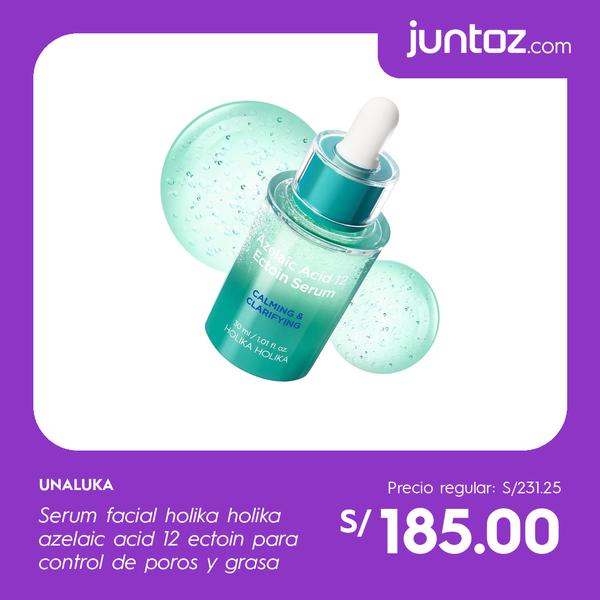 juntoz.com
Azelaic Acid 12
Ectoin Serum
CALMING &
CLARIFYING
30 ml / 1.01 fl. oz.
HOLIKA HOLIKA
UNALUKA
Serum facial holika holika
azelaic acid 12 ectoin para
control de poros y grasa
Precio regular: S/231.25
S/185.00